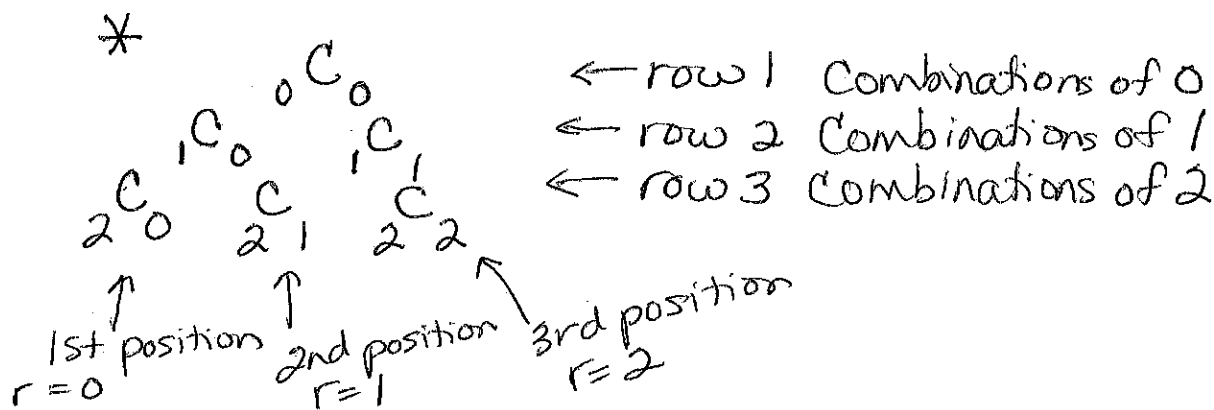 *
₀C₀ ← row 1 Combinations of 0
₁C₀ ₁C₁ ← row 2 Combinations of 1
₂C₀ ₂C₁ ₂C₂ ← row 3 Combinations of 2
1st position 2nd position 3rd position
r = 0 r = 1 r = 2